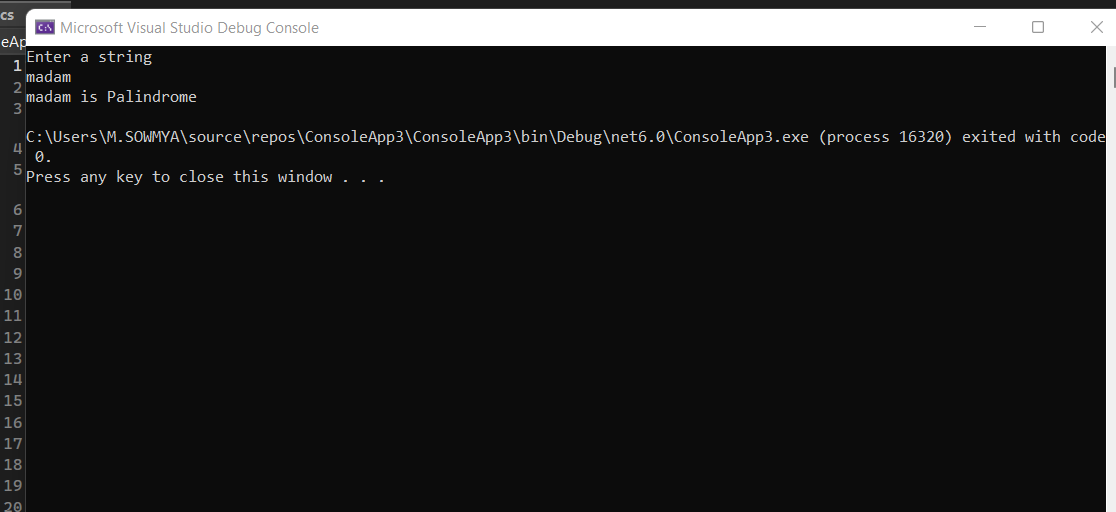 cs
Microsoft Visual Studio Debug Console
eAp
Enter a string
madam
madam is Palindrome
C:\Users\M.SOWMYA\source\repos\ConsoleApp3\ConsoleApp3\bin\Debug\net6.0\ConsoleApp3.exe (process 16320) exited with code
0.
Press any key to close this window . . .
1
2
3
4
5
6
7
8
9
10
11
12
13
14
15
16
17
18
19
20